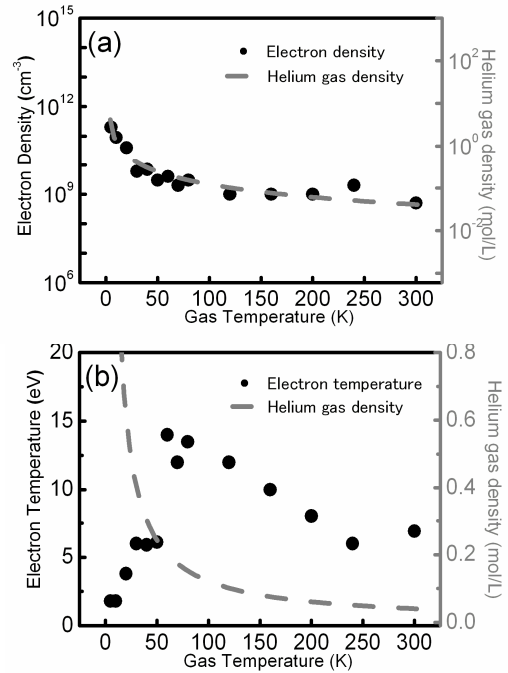 (a)
Electron density
Helium gas density
10^15
10^12
10^9
10^6
Electron Density (cm^-3)
10^2
10^0
10^-2
Helium gas density (mol/L)
0 50 100 150 200 250 300
Gas Temperature (K)
(b)
Electron temperature
Helium gas density
20
15
10
5
0
Electron Temperature (eV)
0.8
0.6
0.4
0.2
0.0
Helium gas density (mol/L)
0 50 100 150 200 250 300
Gas Temperature (K)